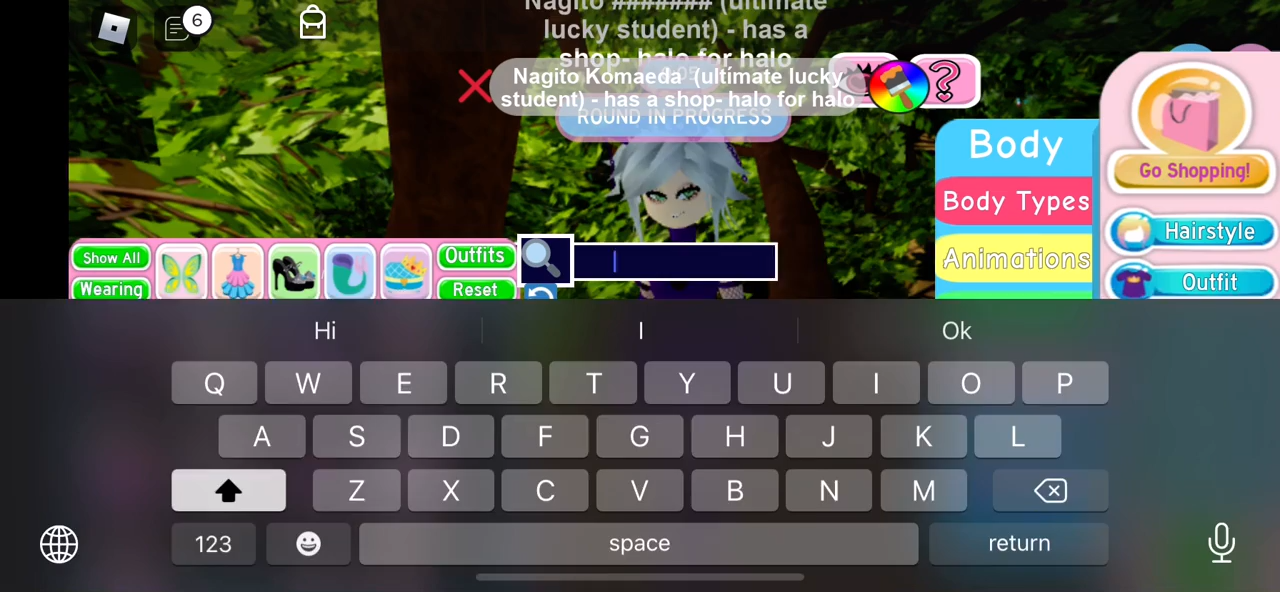 6
Nagito ####### (ultimate
lucky student) - has a
shop- halo for halo
Nagito Komaeda (ultimate lucky
student) - has a shop- halo for halo
ROUND IN PROGRESS
?
Body
Go Shopping!
Body Types
Hairstyle
Animations
Outfit
Show All
Outfits
Wearing
Reset
Hi I Ok
Q W E R T Y U I O P
A S D F G H J K L
Z X C V B N M
123 space return